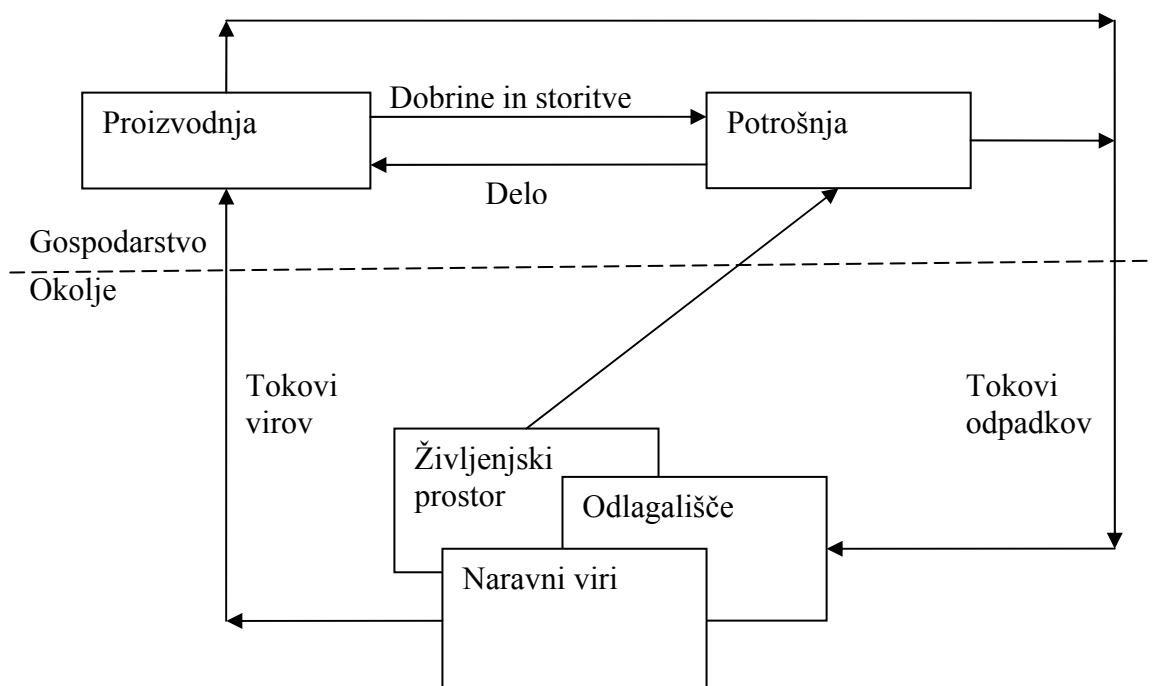 Dobrine in storitve
Proizvodnja
Potrošnja
Delo
Gospodarstvo
Okolje
Tokovi
virov
Tokovi
odpadkov
Življenjski
prostor
Odlagališče
Naravni viri